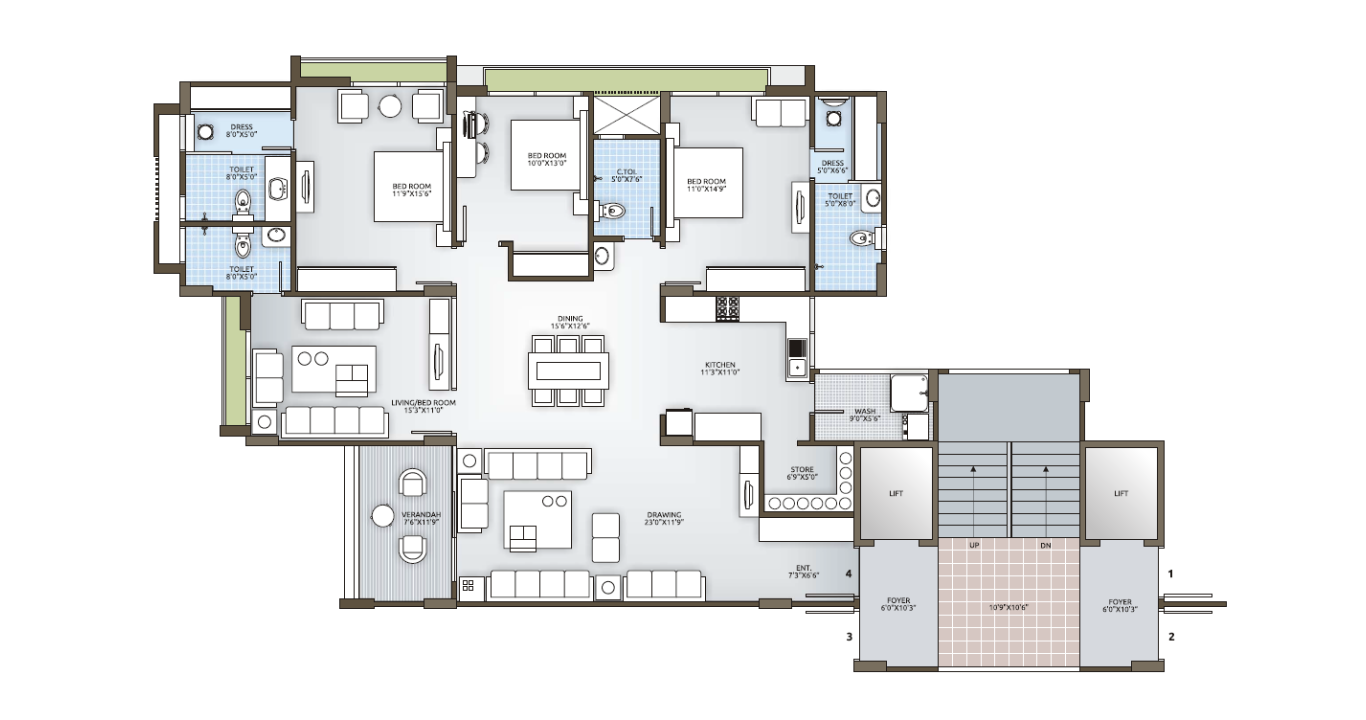 DRESS
8'0"X5'0"
TOILET
8'0"X5'0"
TOILET
8'0"X5'0"
BED ROOM
11'9"X15'6"
BED ROOM
10'0"X13'0"
C.TOI.
5'0"X7'6"
BED ROOM
11'0"X14'9"
DRESS
5'0"X6'6"
TOILET
5'0"X8'0"
DINING
15'6"X12'6"
KITCHEN
11'3"X11'0"
LIVING/BED ROOM
15'3"X11'0"
WASH
9'0"X5'6"
STORE
6'9"X5'0"
VERANDAH
7'6"X11'9"
DRAWING
23'0"X11'9"
ENT.
7'3"X6'6"
LIFT
LIFT
UP
DN
4
1
FOYER
6'0"X10'3"
10'9"X10'6"
FOYER
6'0"X10'3"
3
2